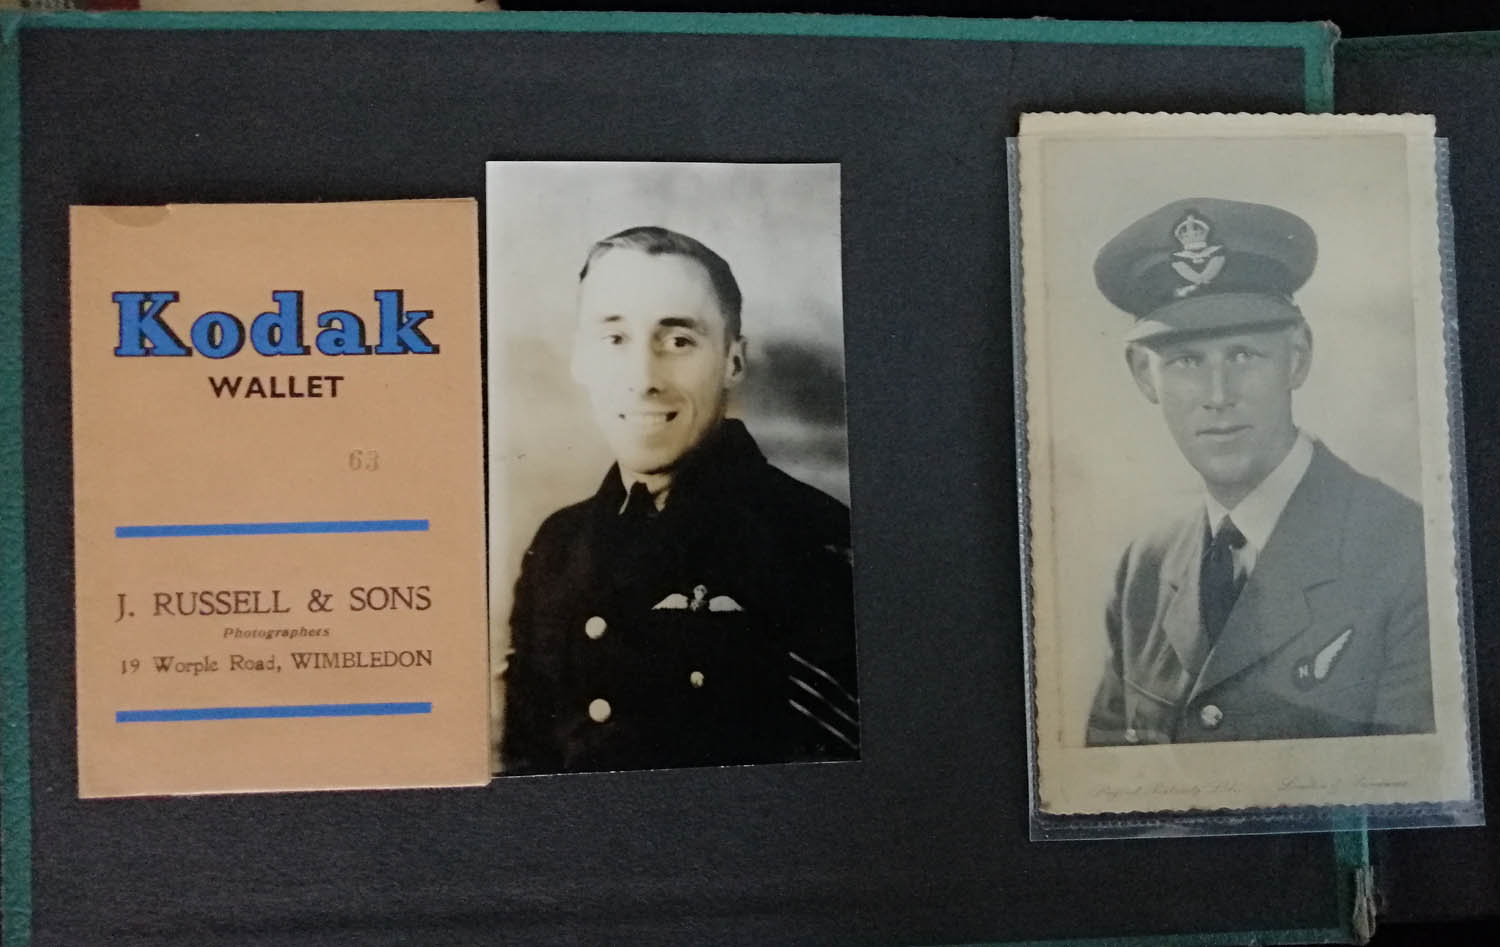 Kodak
WALLET
63
J. RUSSELL & SONS
Photographers
19 Worple Road, WIMBLEDON
N